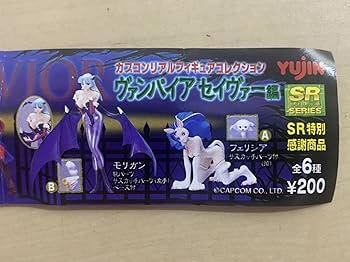 VIOR
カプコンリアルフィギュアコレクション
ヴァンパイア セイヴァー編
Yujin
SR
SERIES
SR特別
感謝商品
全6種
¥200
A
フェリシア
©CAPCOM CO., LTD.
B
モリガン